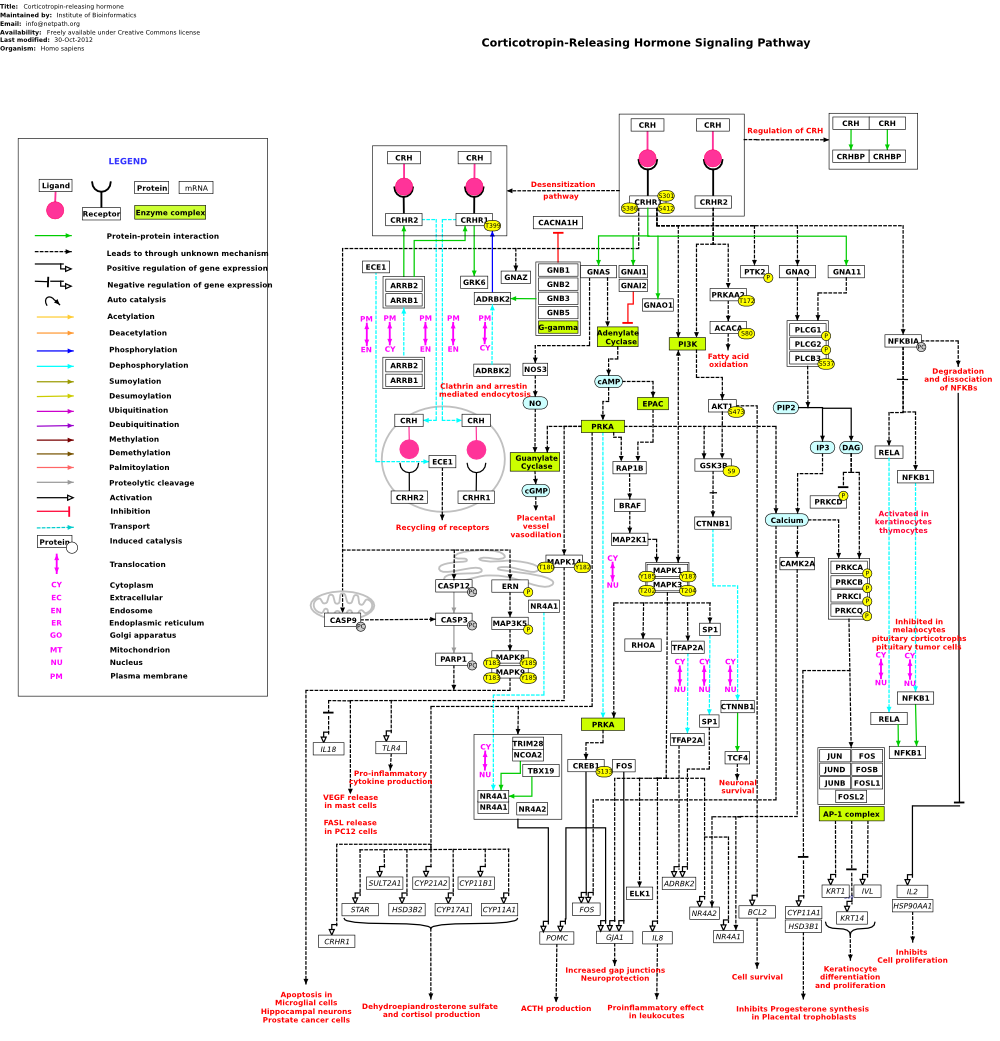 Title: Corticotropin-releasing hormone
Maintained by: Institute of Bioinformatics
Email: info@netpath.org
Availability: Freely available under Creative Commons license
Last modified: 30-Oct-2012
Organism: Homo sapiens
Corticotropin-Releasing Hormone Signaling Pathway
LEGEND
Ligand
Receptor
Protein
mRNA
Enzyme complex
Protein-protein interaction
Leads to through unknown mechanism
Positive regulation of gene expression
Negative regulation of gene expression
Auto catalysis
Acetylation
Deacetylation
Phosphorylation
Dephosphorylation
Sumoylation
Desumoylation
Ubiquitination
Deubiquitination
Methylation
Demethylation
Palmitoylation
Proteolytic cleavage
Activation
Inhibition
Transport
Protein
Induced catalysis
Translocation
CY Cytoplasm
EC Extracellular
EN Endosome
ER Endoplasmic reticulum
GO Golgi apparatus
MT Mitochondrion
NU Nucleus
PM Plasma membrane
CRH CRH
CRHR2 CRHR1
T399
Desensitization
pathway
CRH CRH
CRHR1 CRHR2
S301
S386 S412
Regulation of CRH
CRH CRH
CRHBP CRHBP
CACNA1H
ECE1
ARRB2
ARRB1
GRK6
ADRBK2
GNAZ
GNB1
GNB2
GNB3
GNB5
G-gamma
GNAS
GNAI1
GNAI2
GNAO1
Adenylate
Cyclase
PI3K
PTK2
P
PRKAA2
T172
ACACA
S80
Fatty acid
oxidation
GNAQ
GNA11
PLCG1
P
PLCG2
P
PLCB3
S537
NFKBIA
PC
Degradation
and dissociation
of NFKBs
PM PM PM PM
EN CY EN CY
ARRB2
ARRB1
ADRBK2
Clathrin and arrestin
mediated endocytosis
CRH CRH
ECE1
CRHR2 CRHR1
Recycling of receptors
NOS3
NO
Guanylate
Cyclase
cGMP
Placental
vessel
vasodilation
cAMP
EPAC
PRKA
RAP1B
BRAF
MAP2K1
AKT1
S473
GSK3B
S9
CTNNB1
PIP2
IP3
DAG
PRKCD
P
Calcium
CAMK2A
PRKCA
P
PRKCB
P
PRKCI
P
PRKCQ
P
RELA
NFKB1
Activated in
keratinocytes
thymocytes
Inhibited in
melanocytes
pituitary corticotrophs
pituitary tumor cells
CY CY
NU NU
NFKB1
RELA
NFKB1
CASP9
PC
CASP12
PC
CASP3
PC
PARP1
PC
ERN
P
MAP3K5
P
MAPK8
T183 Y185
MAPK9
T183 Y185
MAPK14
T180 Y182
NR4A1
CY
NU
MAPK1
Y185 Y187
MAPK3
T202 T204
RHOA
SP1
TFAP2A
CY CY CY
NU NU NU
SP1
TFAP2A
CTNNB1
TCF4
Neuronal
survival
IL18
TLR4
Pro-inflammatory
cytokine production
VEGF release
in mast cells
FASL release
in PC12 cells
CY
NU
TRIM28
NCOA2
TBX19
NR4A1
NR4A1
NR4A2
PRKA
CREB1
S133
FOS
JUN FOS
JUND FOSB
JUNB FOSL1
FOSL2
AP-1 complex
SULT2A1 CYP21A2 CYP11B1
STAR HSD3B2 CYP17A1 CYP11A1
CRHR1
POMC
FOS
GJA1
ELK1
IL8
ADRBK2
NR4A2
NR4A1
BCL2
CYP11A1
HSD3B1
KRT1 IVL
KRT14
IL2
HSP90AA1
Inhibits
Cell proliferation
Keratinocyte
differentiation
and proliferation
Increased gap junctions
Neuroprotection
Cell survival
Apoptosis in
Microglial cells
Hippocampal neurons
Prostate cancer cells
Dehydroepiandrosterone sulfate
and cortisol production
ACTH production
Proinflammatory effect
in leukocytes
Inhibits Progesterone synthesis
in Placental trophoblasts